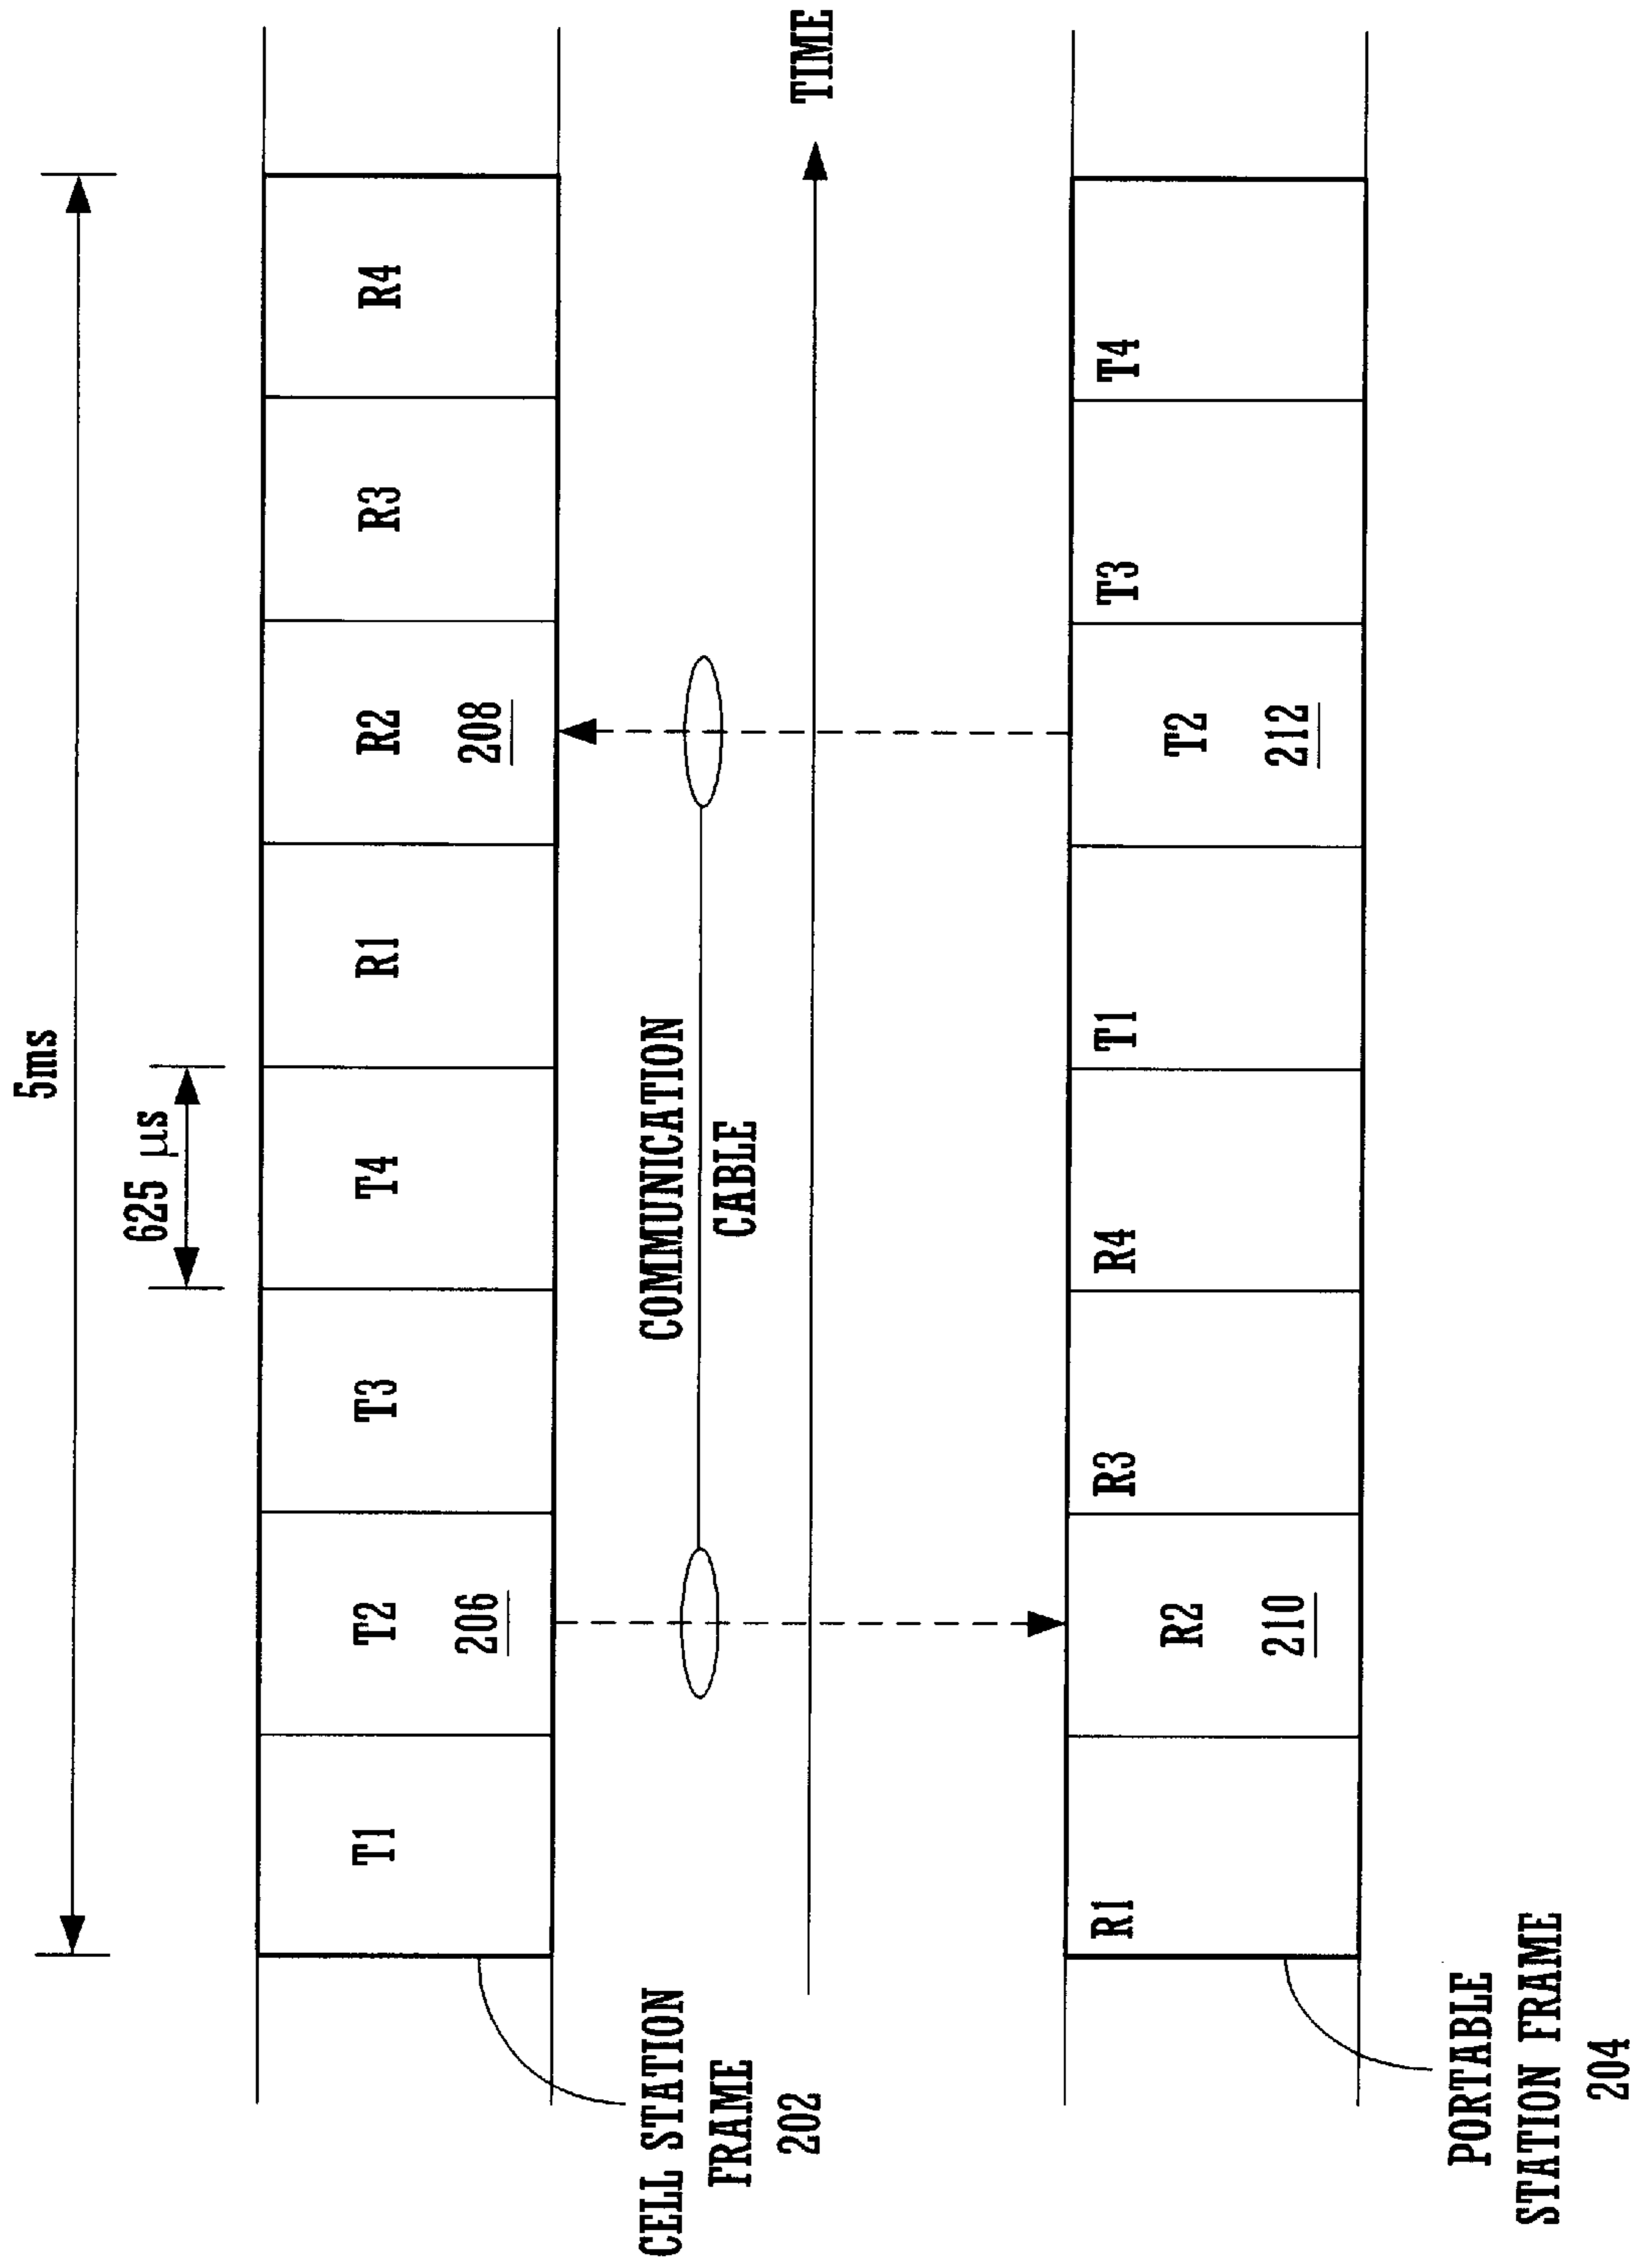 5ms
625 μs
T1
T2
T3
T4
R1
R2
R3
R4
206
208
CELL STATION
FRAME
202
COMMUNICATION
CABLE
TIME
R1
R2
R3
R4
T1
T2
T3
T4
210
212
PORTABLE
STATION FRAME
204